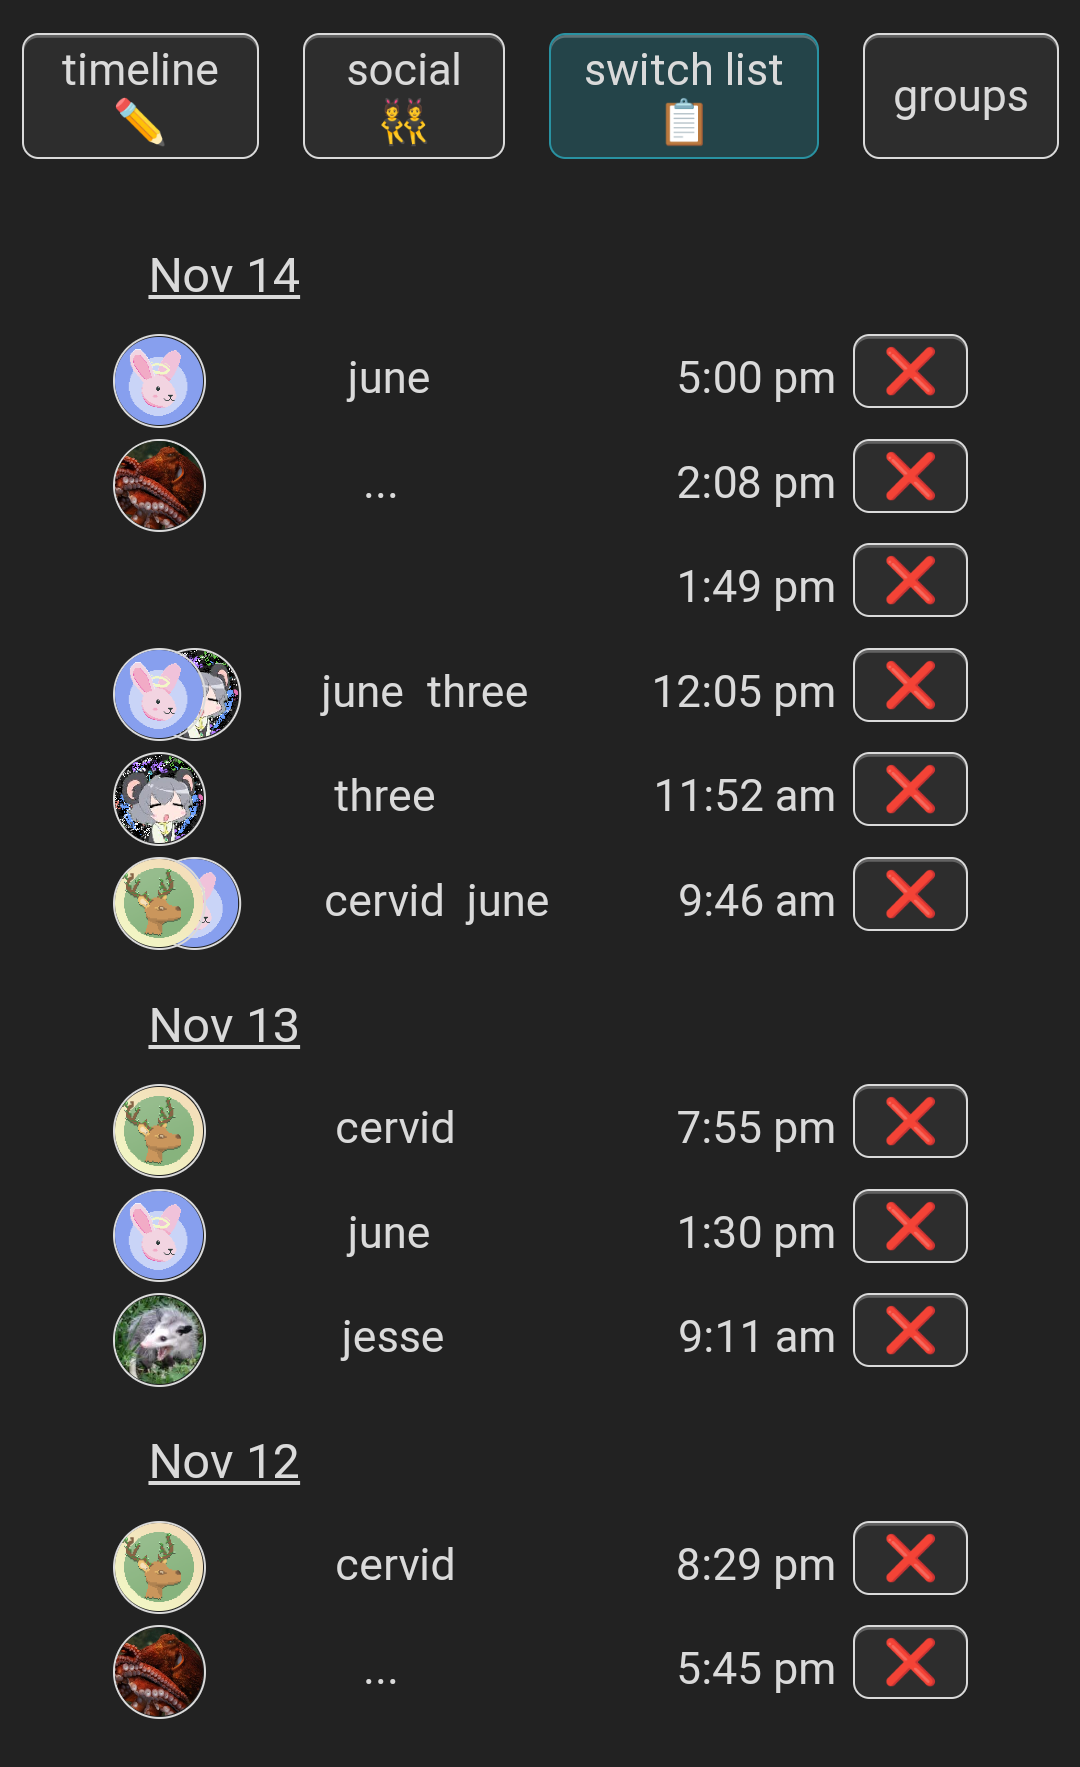 timeline social switch list groups
Nov 14
june 5:00 pm
... 2:08 pm
1:49 pm
june three 12:05 pm
three 11:52 am
cervid june 9:46 am
Nov 13
cervid 7:55 pm
june 1:30 pm
jesse 9:11 am
Nov 12
cervid 8:29 pm
... 5:45 pm